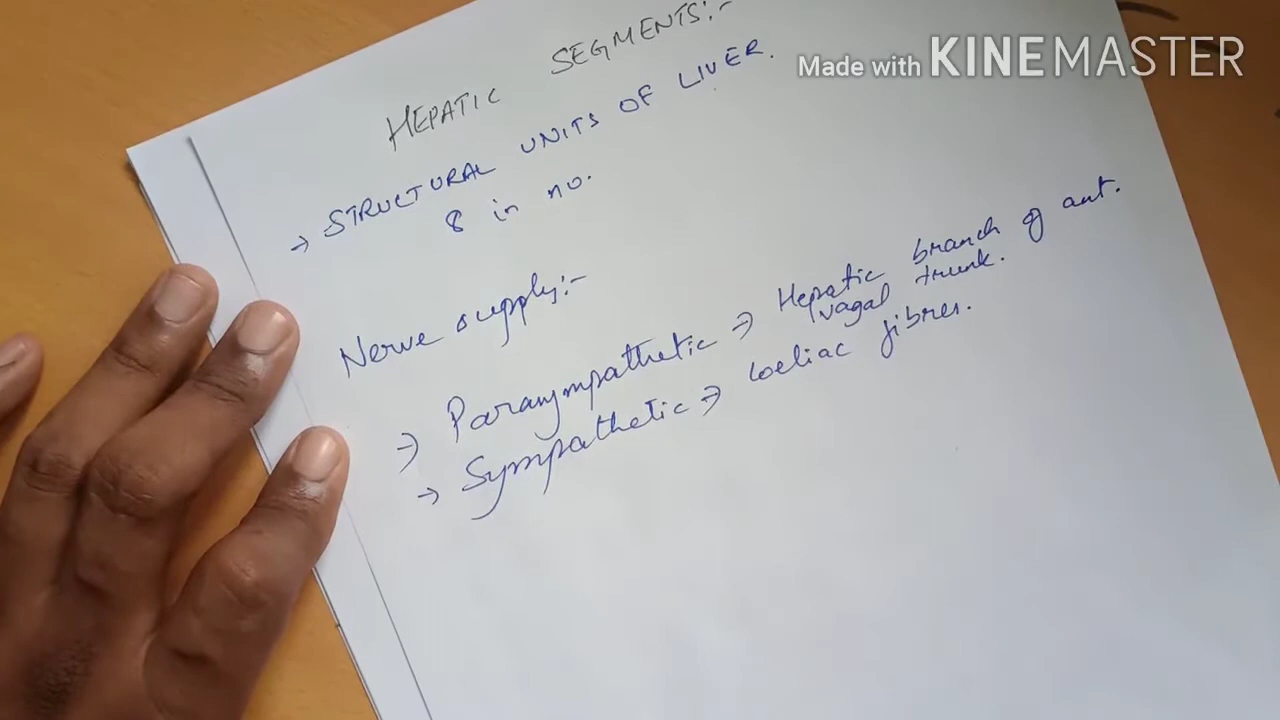 HEPATIC SEGMENTS:-
Made with KINEMASTER
→ STRUCTURAL UNITS OF LIVER.
8 in no.
Nerve supply:-
→ Parasympathetic → Hepatic branch of ant.
vagal trunk.
→ Sympathetic → Coeliac fibres.